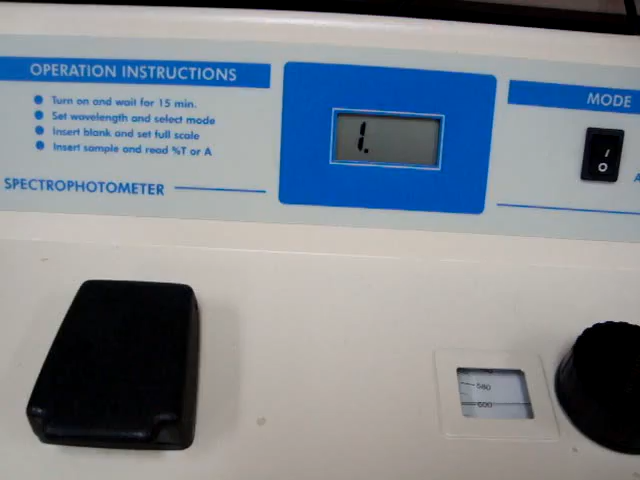 OPERATION INSTRUCTIONS
Turn on and wait for 15 min.
Set wavelength and select mode
Insert blank and set full scale
Insert sample and read %T or A
SPECTROPHOTOMETER
1.
MODE
I
O
A
580
600